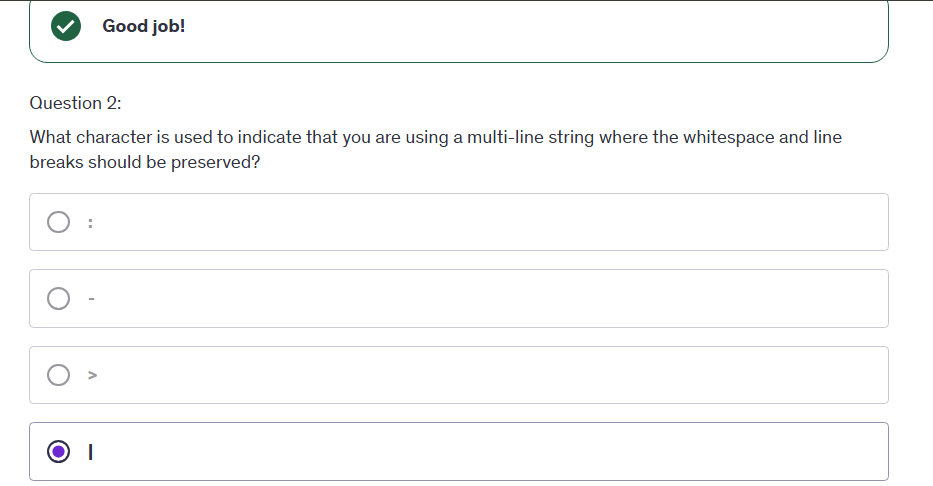 Good job!
Question 2:
What character is used to indicate that you are using a multi-line string where the whitespace and line
breaks should be preserved?
:
-
>
|